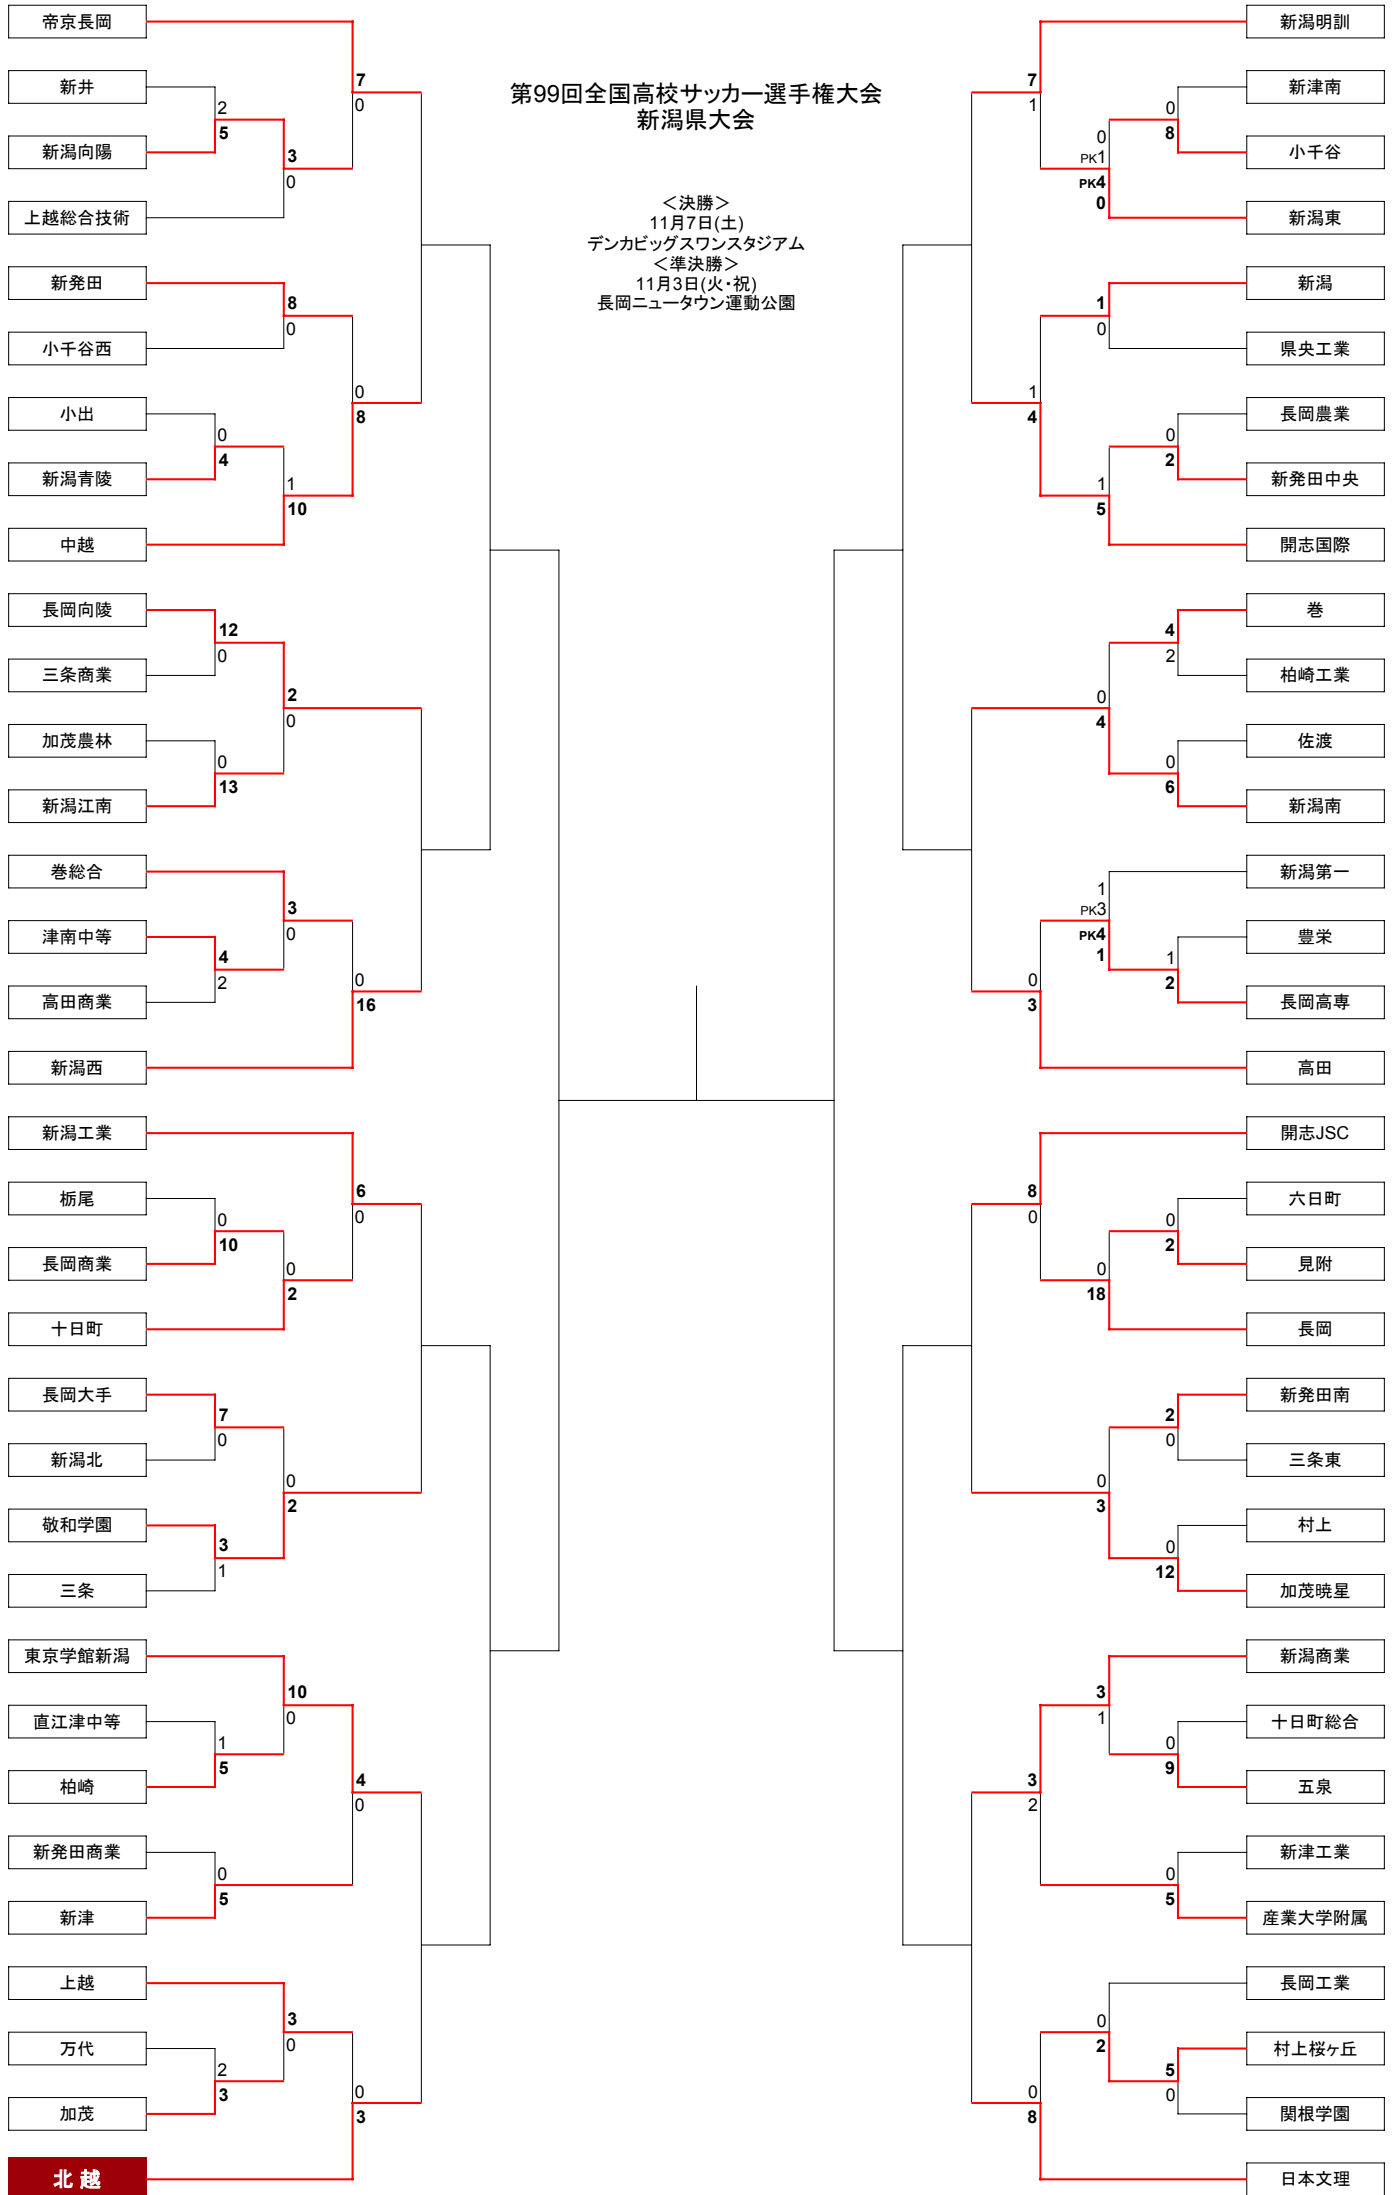 第99回全国高校サッカー選手権大会
新潟県大会
＜決勝＞
11月7日(土)
デンカビッグスワンスタジアム
＜準決勝＞
11月3日(火・祝)
長岡ニュータウン運動公園
帝京長岡
7
0
新井
2
5
新潟向陽
3
0
上越総合技術
新発田
8
0
小千谷西
0
8
小出
0
4
新潟青陵
1
10
中越
長岡向陵
12
0
三条商業
2
0
加茂農林
0
13
新潟江南
巻総合
3
0
津南中等
4
2
高田商業
0
16
新潟西
新潟工業
6
0
栃尾
0
10
長岡商業
0
2
十日町
長岡大手
7
0
新潟北
0
2
敬和学園
3
1
三条
東京学館新潟
10
0
直江津中等
1
5
柏崎
4
0
新発田商業
0
5
新津
上越
3
0
万代
2
3
加茂
0
3
北越
新潟明訓
7
1
新津南
0
8
小千谷
0
PK1
PK4
0
新潟東
新潟
1
0
県央工業
1
4
長岡農業
0
2
新発田中央
1
5
開志国際
巻
4
2
柏崎工業
0
4
佐渡
0
6
新潟南
新潟第一
1
PK3
PK4
1
豊栄
1
2
長岡高専
0
3
高田
開志JSC
8
0
六日町
0
2
見附
0
18
長岡
新発田南
2
0
三条東
0
3
村上
0
12
加茂暁星
新潟商業
3
1
十日町総合
0
9
五泉
3
2
新津工業
0
5
産業大学附属
長岡工業
0
2
村上桜ヶ丘
5
0
関根学園
0
8
日本文理